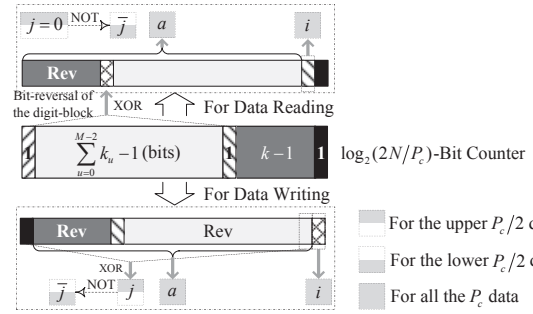 j = 0 NOT j̅ a i
Rev
Bit-reversal of
the digit-block
XOR
For Data Reading
1 ∑_{u=0}^{M−2} k_u −1 (bits) 1 k −1 1 log₂(2N/P_c)-Bit Counter
For Data Writing
Rev Rev
XOR
j̅ NOT j a i
For the upper P_c/2 d
For the lower P_c/2 d
For all the P_c data